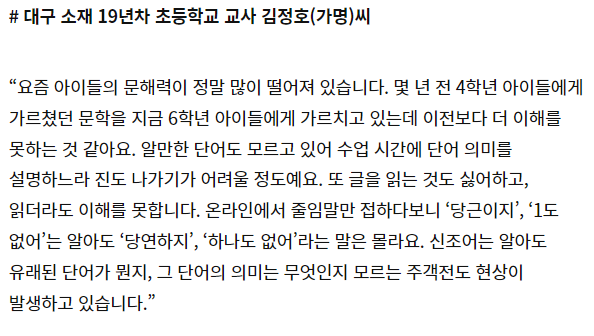 # 대구 소재 19년차 초등학교 교사 김정호(가명)씨
“요즘 아이들의 문해력이 정말 많이 떨어져 있습니다. 몇 년 전 4학년 아이들에게
가르쳤던 문학을 지금 6학년 아이들에게 가르치고 있는데 이전보다 더 이해를
못하는 것 같아요. 알만한 단어도 모르고 있어 수업 시간에 단어 의미를
설명하느라 진도 나가기가 어려울 정도예요. 또 글을 읽는 것도 싫어하고,
읽더라도 이해를 못합니다. 온라인에서 줄임말만 접하다보니 ‘당근이지’, ‘1도
없어’는 알아도 ‘당연하지’, ‘하나도 없어’라는 말은 몰라요. 신조어는 알아도
유래된 단어가 뭔지, 그 단어의 의미는 무엇인지 모르는 주객전도 현상이
발생하고 있습니다.”